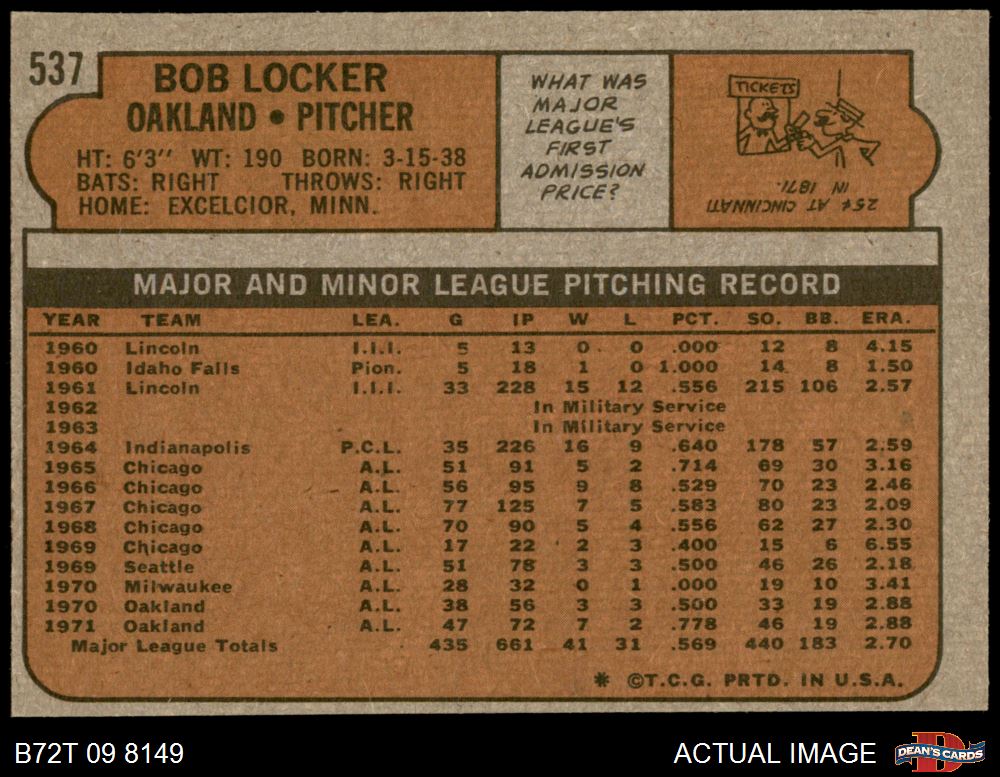 537
BOB LOCKER
OAKLAND • PITCHER
HT: 6'3" WT: 190 BORN: 3-15-38
BATS: RIGHT THROWS: RIGHT
HOME: EXCELCIOR, MINN.
WHAT WAS
MAJOR
LEAGUE'S
FIRST
ADMISSION
PRICE?
TICKETS
25¢ AT CINCINNATI
IN 1871.
MAJOR AND MINOR LEAGUE PITCHING RECORD
YEAR TEAM LEA. G IP W L PCT. SO. BB. ERA.
1960 Lincoln I.I.I. 5 13 0 0 .000 12 8 4.15
1960 Idaho Falls Pion. 5 18 1 0 1.000 14 8 1.50
1961 Lincoln I.I.I. 33 228 15 12 .556 215 106 2.57
1962 In Military Service
1963 In Military Service
1964 Indianapolis P.C.L. 35 226 16 9 .640 178 57 2.59
1965 Chicago A.L. 51 91 5 2 .714 69 30 3.16
1966 Chicago A.L. 56 95 9 8 .529 70 23 2.46
1967 Chicago A.L. 77 125 7 5 .583 80 23 2.09
1968 Chicago A.L. 70 90 5 4 .556 62 27 2.30
1969 Chicago A.L. 17 22 2 3 .400 15 6 6.55
1969 Seattle A.L. 51 78 3 3 .500 46 26 2.18
1970 Milwaukee A.L. 28 32 0 1 .000 19 10 3.41
1970 Oakland A.L. 38 56 3 3 .500 33 19 2.88
1971 Oakland A.L. 47 72 7 2 .778 46 19 2.88
Major League Totals 435 661 41 31 .569 440 183 2.70
* ©T.C.G. PRTD. IN U.S.A.
B72T 09 8149
ACTUAL IMAGE
DEAN'S CARDS